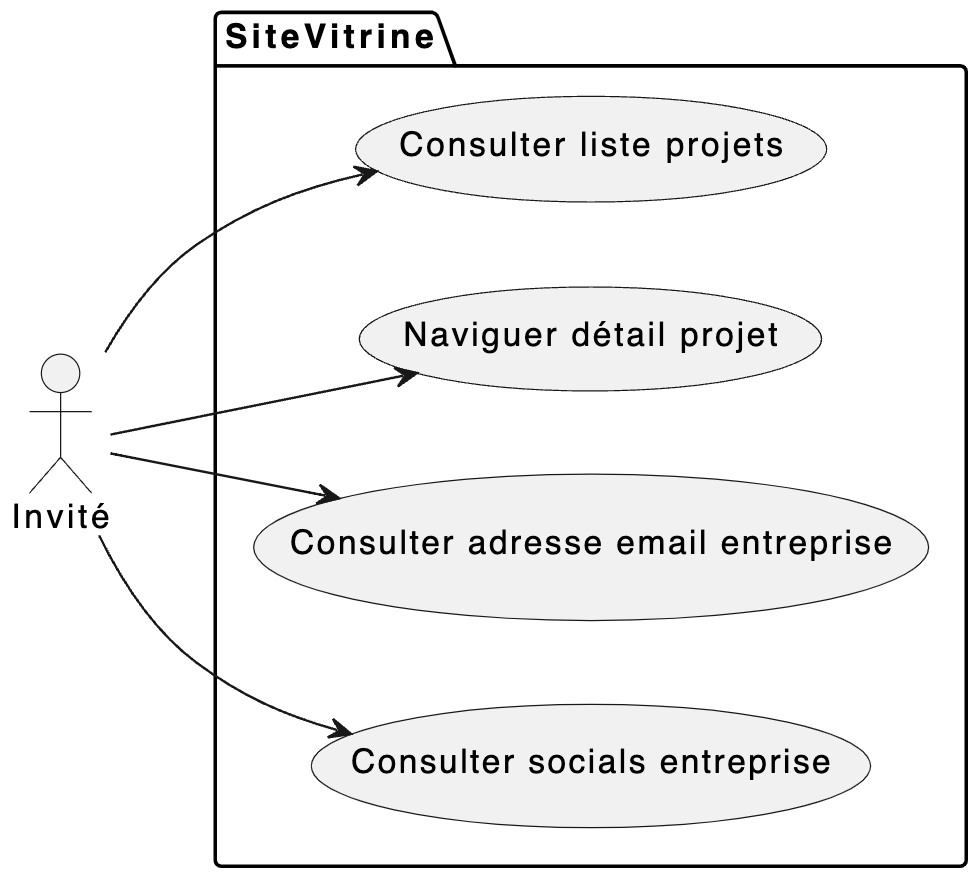 SiteVitrine
Consulter liste projets
Naviguer détail projet
Consulter adresse email entreprise
Invité
Consulter socials entreprise